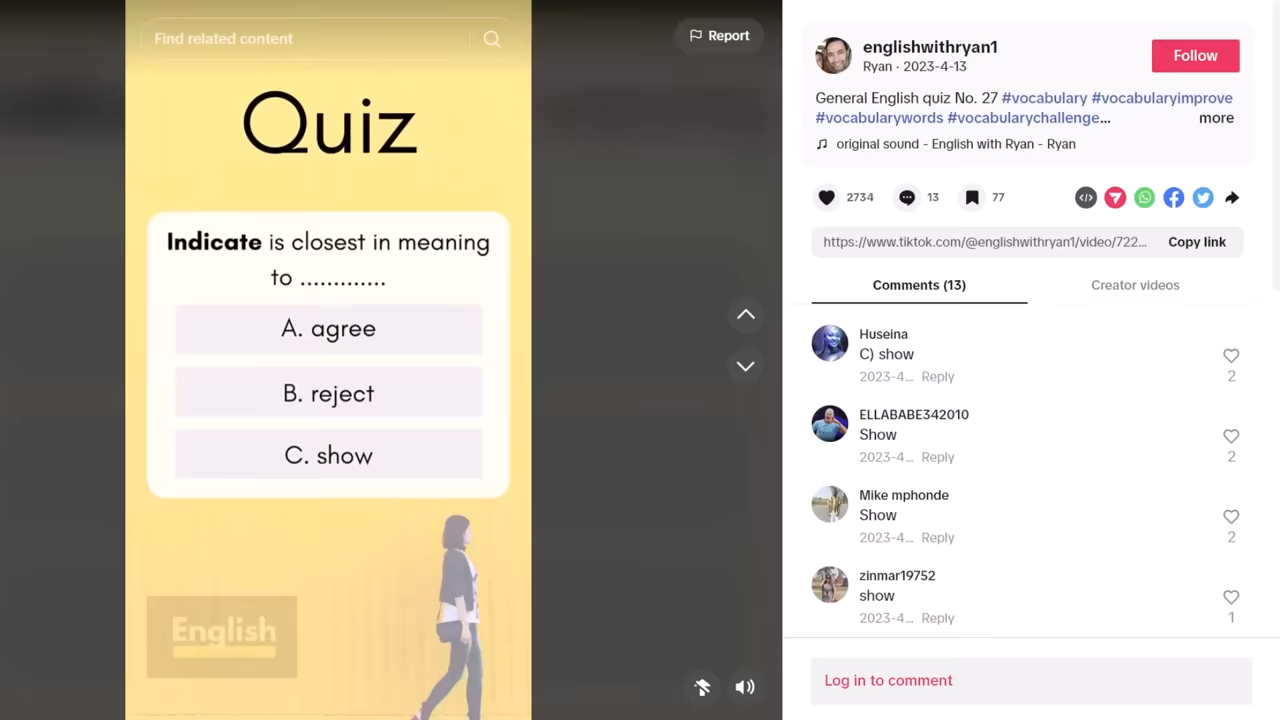 Find related content
Report
Quiz
Indicate is closest in meaning
to .............
A. agree
B. reject
C. show
English
englishwithryan1
Ryan · 2023-4-13
Follow
General English quiz No. 27 #vocabulary #vocabularyimprove
#vocabularywords #vocabularychallenge... more
original sound - English with Ryan - Ryan
2734
13
77
https://www.tiktok.com/@englishwithryan1/video/722... Copy link
Comments (13) Creator videos
Huseina
C) show
2023-4... Reply
2
ELLABABE342010
Show
2023-4... Reply
2
Mike mphonde
Show
2023-4... Reply
2
zinmar19752
show
2023-4... Reply
1
Log in to comment